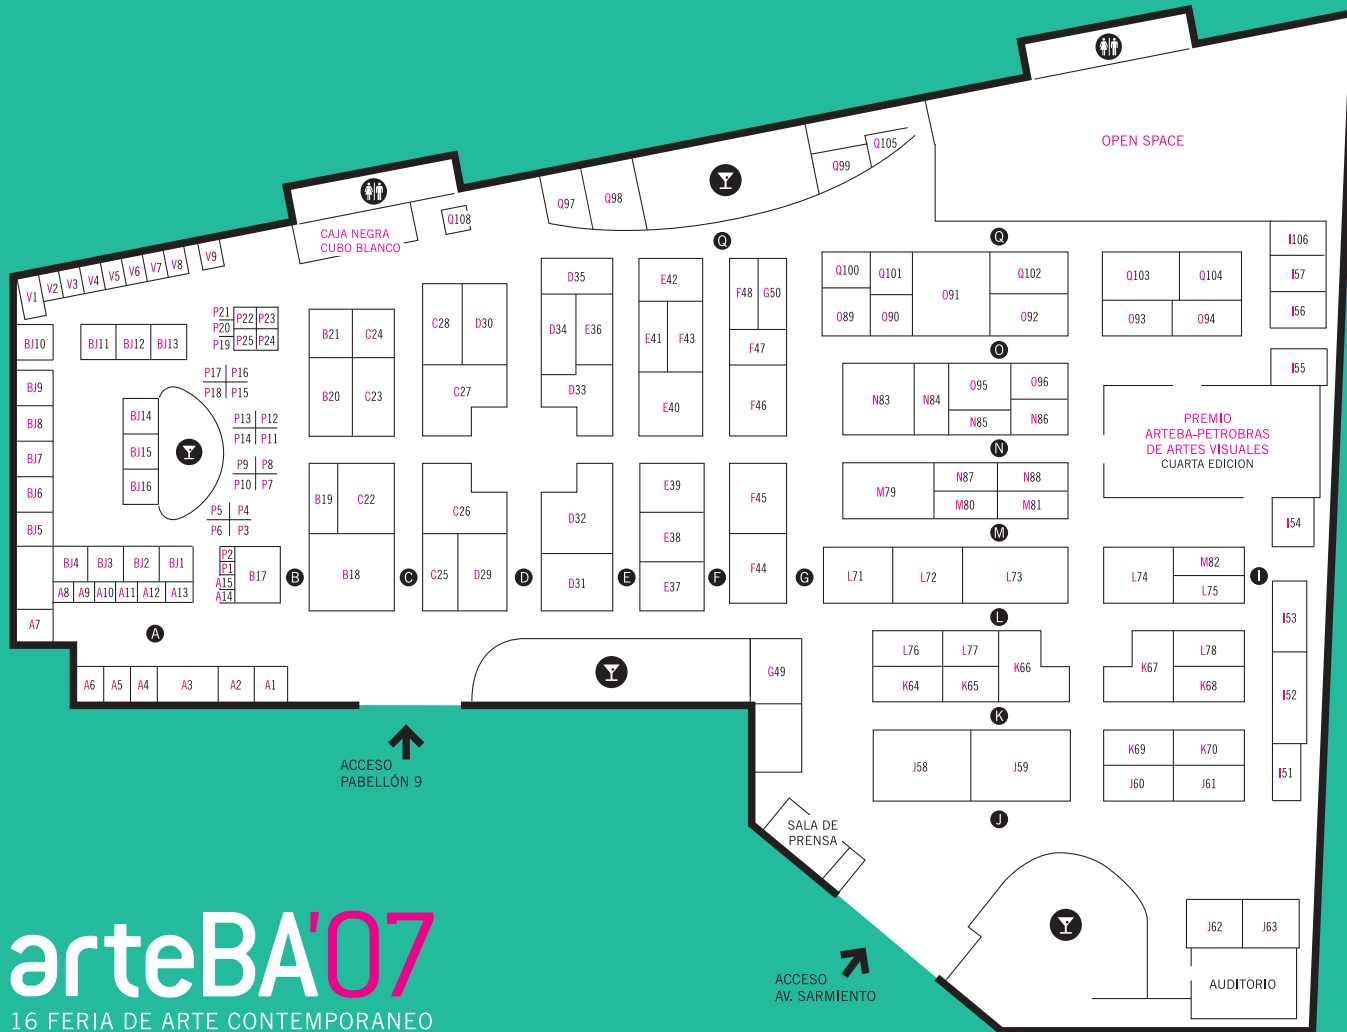 OPEN SPACE
Q105
Q99
Q98
Q97
Q108
CAJA NEGRA
CUBO BLANCO
Q
Q
I106
I57
I56
I55
V1
V2
V3
V4
V5
V6
V7
V8
V9
Q100
Q101
O91
Q102
O89
O90
O92
Q103
Q104
O93
O94
O
D35
D34
E36
D33
E42
E41
F43
E40
F48
G50
F47
F46
C28
D30
C27
B21
C24
B20
C23
P21
P20
P19
P22
P23
P25
P24
P17
P16
P18
P15
P13
P12
P14
P11
P9
P8
P10
P7
P5
P4
P6
P3
BJ10
BJ11
BJ12
BJ13
BJ9
BJ8
BJ7
BJ6
BJ5
BJ14
BJ15
BJ16
N83
N84
O95
O96
N85
N86
N
PREMIO
ARTEBA-PETROBRAS
DE ARTES VISUALES
CUARTA EDICION
M79
N87
N88
M80
M81
M
I54
B19
C22
B18
C26
C25
D29
D32
D31
E39
E38
E37
F45
F44
BJ4
BJ3
BJ2
BJ1
P2
P1
A15
A14
B17
A8
A9
A10
A11
A12
A13
A7
B
C
D
E
F
G
A
L71
L72
L73
L74
M82
L75
I
L
I53
I52
I51
L76
L77
K64
K65
K66
K67
L78
K68
K
A6
A5
A4
A3
A2
A1
G49
J58
J59
K69
K70
J60
J61
J
ACCESO
PABELLÓN 9
SALA DE
PRENSA
J62
J63
AUDITORIO
ACCESO
AV. SARMIENTO
arteBA'07
16 FERIA DE ARTE CONTEMPORANEO